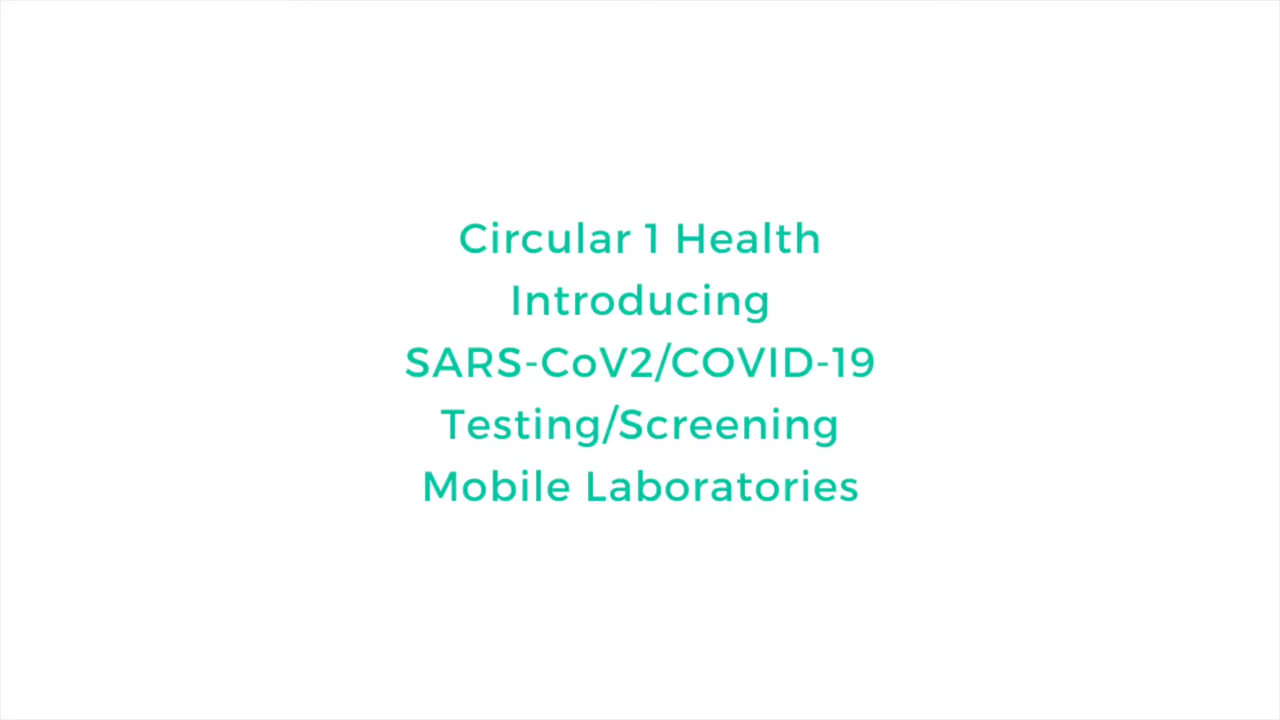 Circular 1 Health
Introducing
SARS-CoV2/COVID-19
Testing/Screening
Mobile Laboratories